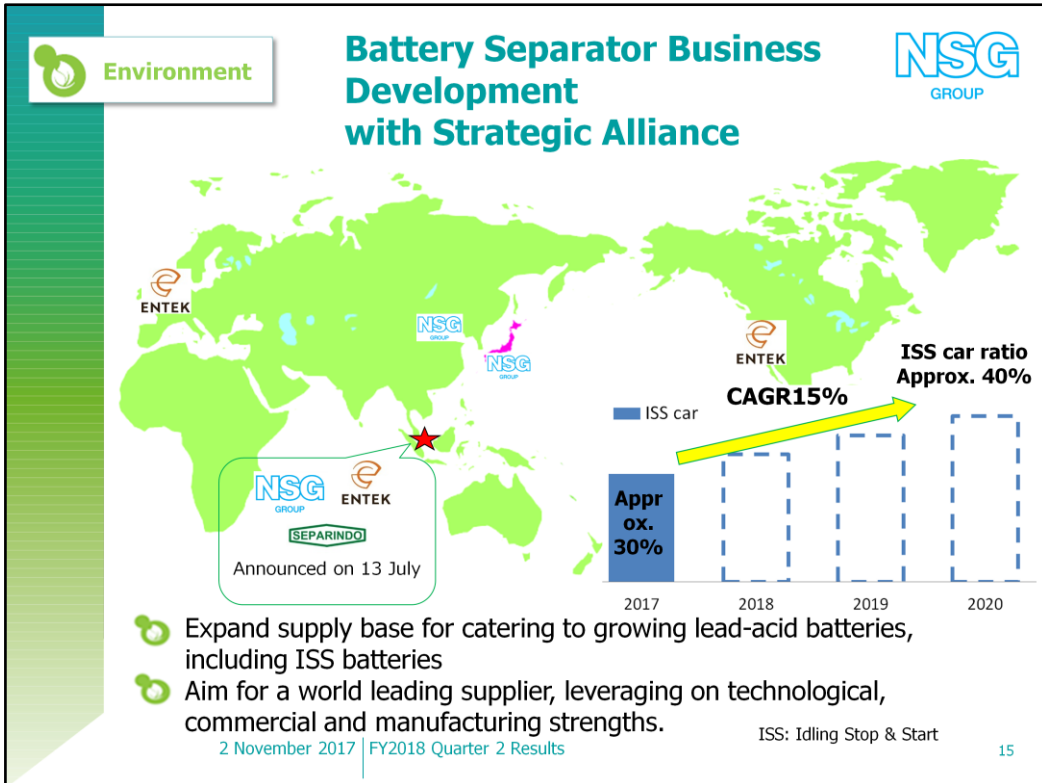 Environment
Battery Separator Business
Development
with Strategic Alliance
NSG
GROUP
ENTEK
NSG
GROUP
NSG
GROUP
ENTEK
ISS car ratio
Approx. 40%
CAGR15%
ISS car
Appr
ox.
30%
NSG
GROUP
ENTEK
SEPARINDO
Announced on 13 July
2017 2018 2019 2020
Expand supply base for catering to growing lead-acid batteries,
including ISS batteries
Aim for a world leading supplier, leveraging on technological,
commercial and manufacturing strengths.
ISS: Idling Stop & Start
2 November 2017 FY2018 Quarter 2 Results
15